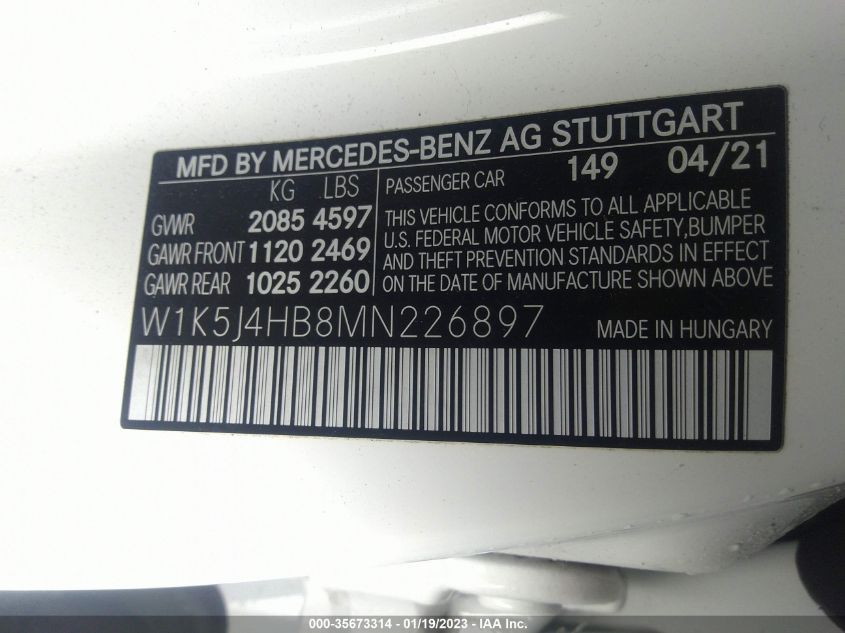 MFD BY MERCEDES-BENZ AG STUTTGART
KG LBS
GVWR 2085 4597
GAWR FRONT 1120 2469
GAWR REAR 1025 2260
PASSENGER CAR 149 04/21
THIS VEHICLE CONFORMS TO ALL APPLICABLE
U.S. FEDERAL MOTOR VEHICLE SAFETY,BUMPER
AND THEFT PREVENTION STANDARDS IN EFFECT
ON THE DATE OF MANUFACTURE SHOWN ABOVE
W1K5J4HB8MN226897 MADE IN HUNGARY
000-35673314 - 01/19/2023 - IAA Inc.